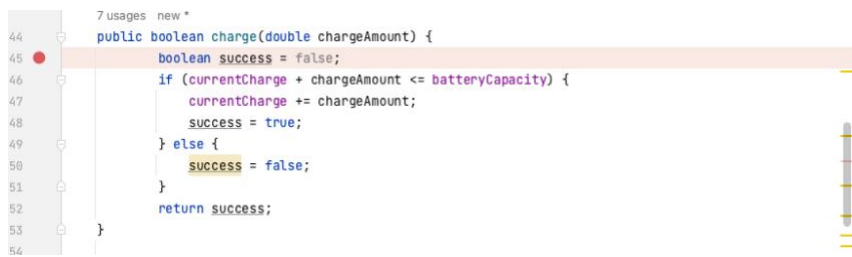 7 usages new *
44 public boolean charge(double chargeAmount) {
45 boolean success = false;
46 if (currentCharge + chargeAmount <= batteryCapacity) {
47 currentCharge += chargeAmount;
48 success = true;
49 } else {
50 success = false;
51 }
52 return success;
53 }
54